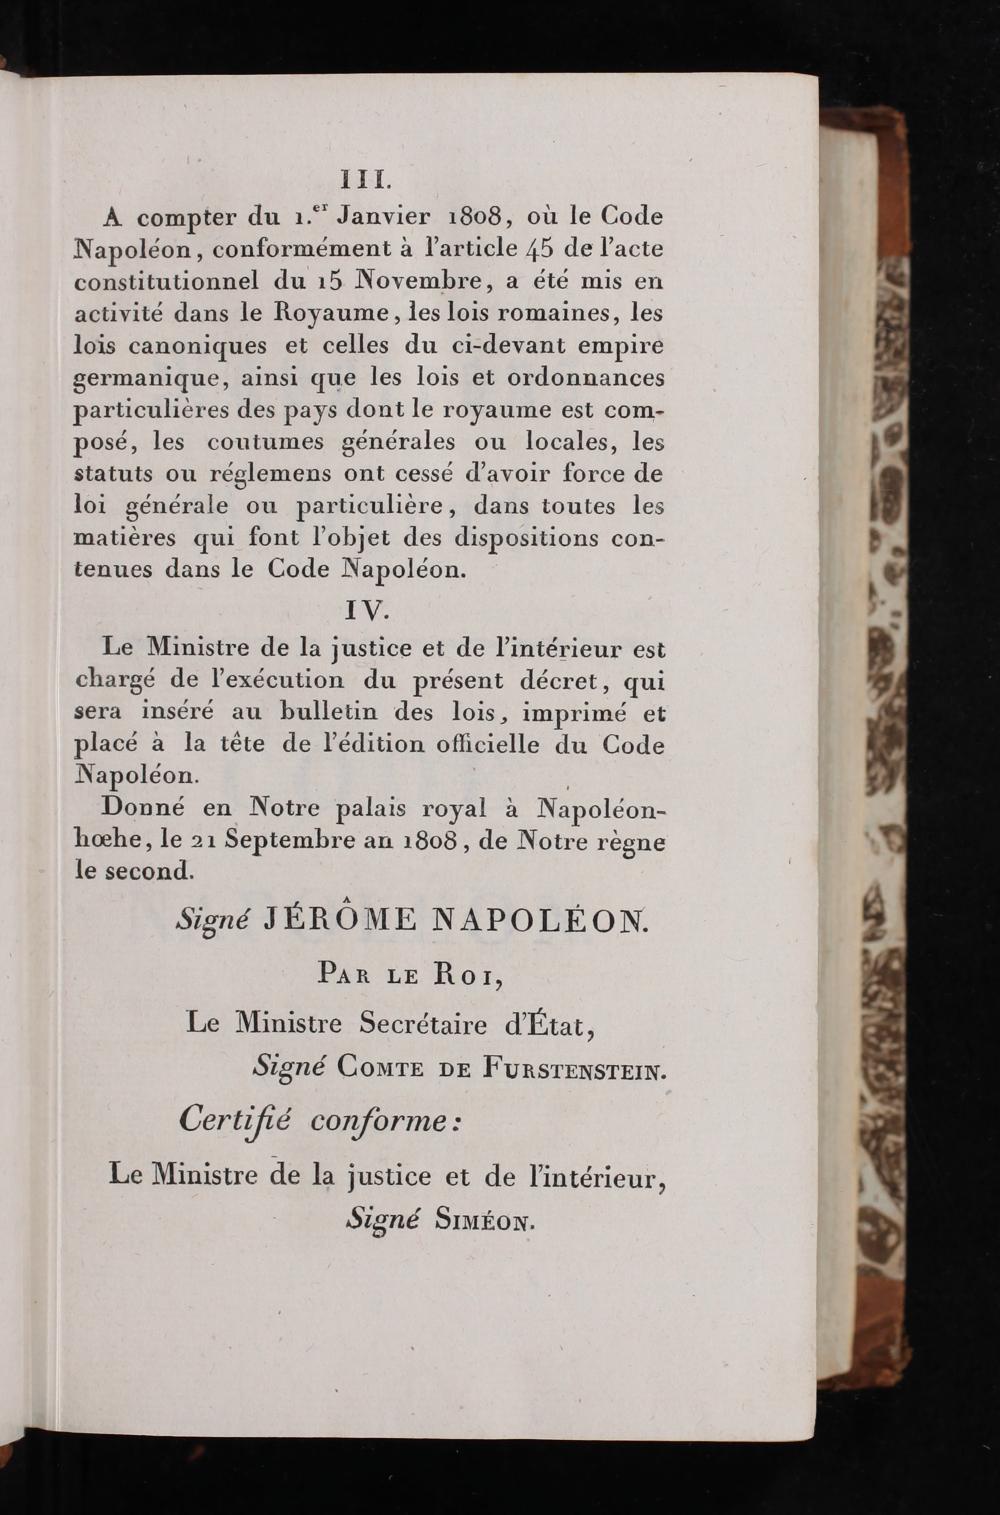 III.
A compter du 1.er Janvier 1808, où le Code
Napoléon, conformément à l'article 45 de l'acte
constitutionnel du 15 Novembre, a été mis en
activité dans le Royaume, les lois romaines, les
lois canoniques et celles du ci-devant empire
germanique, ainsi que les lois et ordonnances
particulières des pays dont le royaume est com-
posé, les coutumes générales ou locales, les
statuts ou réglemens ont cessé d'avoir force de
loi générale ou particulière, dans toutes les
matières qui font l'objet des dispositions con-
tenues dans le Code Napoléon.
IV.
Le Ministre de la justice et de l'intérieur est
chargé de l'exécution du présent décret, qui
sera inséré au bulletin des lois, imprimé et
placé à la tête de l'édition officielle du Code
Napoléon.
Donné en Notre palais royal à Napoléon-
hœhe, le 21 Septembre an 1808, de Notre règne
le second.
Signé JÉRÔME NAPOLÉON.
PAR LE ROI,
Le Ministre Secrétaire d'État,
Signé COMTE DE FURSTENSTEIN.
Certifié conforme:
Le Ministre de la justice et de l'intérieur,
Signé SIMÉON.